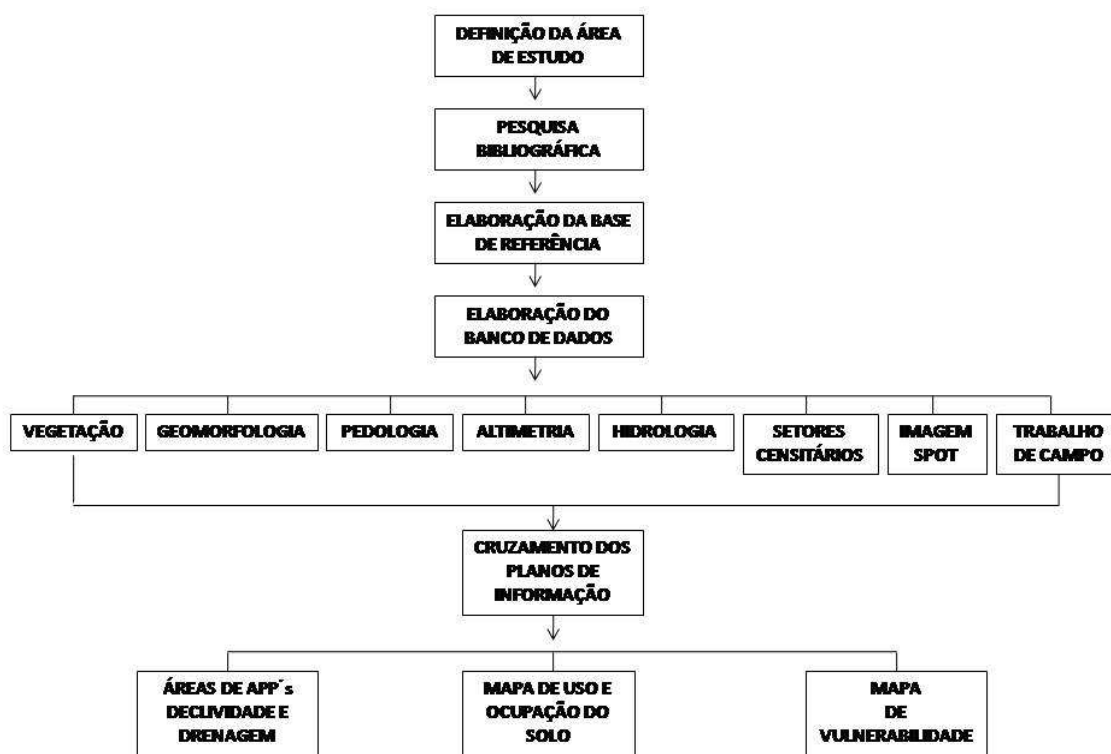 DEFINIÇÃO DA ÁREA
DE ESTUDO
PESQUISA
BIBLIOGRÁFICA
ELABORAÇÃO DA BASE
DE REFERÊNCIA
ELABORAÇÃO DO
BANCO DE DADOS
VEGETAÇÃO
GEOMORFOLOGIA
PEDOLOGIA
ALTIMETRIA
HIDROLOGIA
SETORES
CENSITÁRIOS
IMAGEM
SPOT
TRABALHO
DE CAMPO
CRUZAMENTO DOS
PLANOS DE
INFORMAÇÃO
ÁREAS DE APP´s
DECLIVIDADE E
DRENAGEM
MAPA DE USO E
OCUPAÇÃO DO
SOLO
MAPA
DE
VULNERABILIDADE